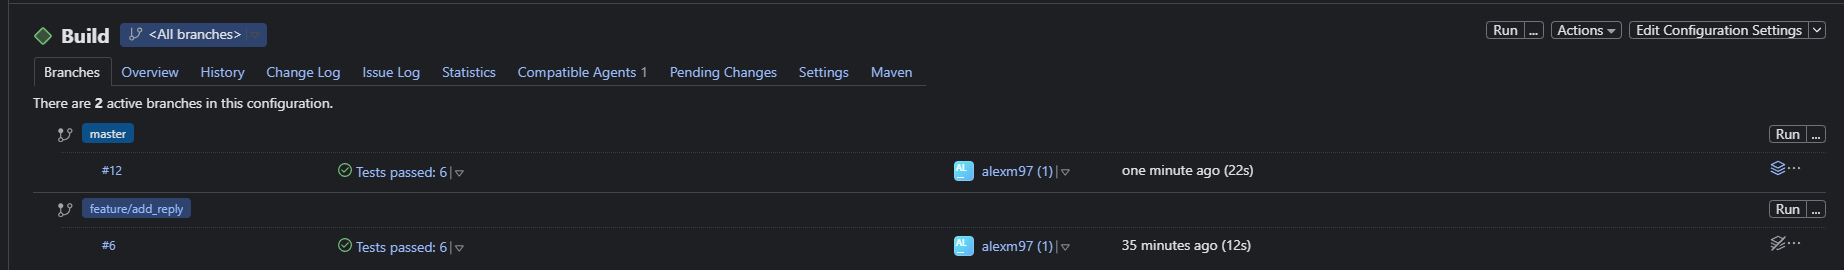 Build <All branches> Run ... Actions Edit Configuration Settings
Branches Overview History Change Log Issue Log Statistics Compatible Agents 1 Pending Changes Settings Maven
There are 2 active branches in this configuration.
master Run ...
#12 Tests passed: 6 AL alexm97 (1) one minute ago (22s) ...
feature/add_reply Run ...
#6 Tests passed: 6 AL alexm97 (1) 35 minutes ago (12s) ...